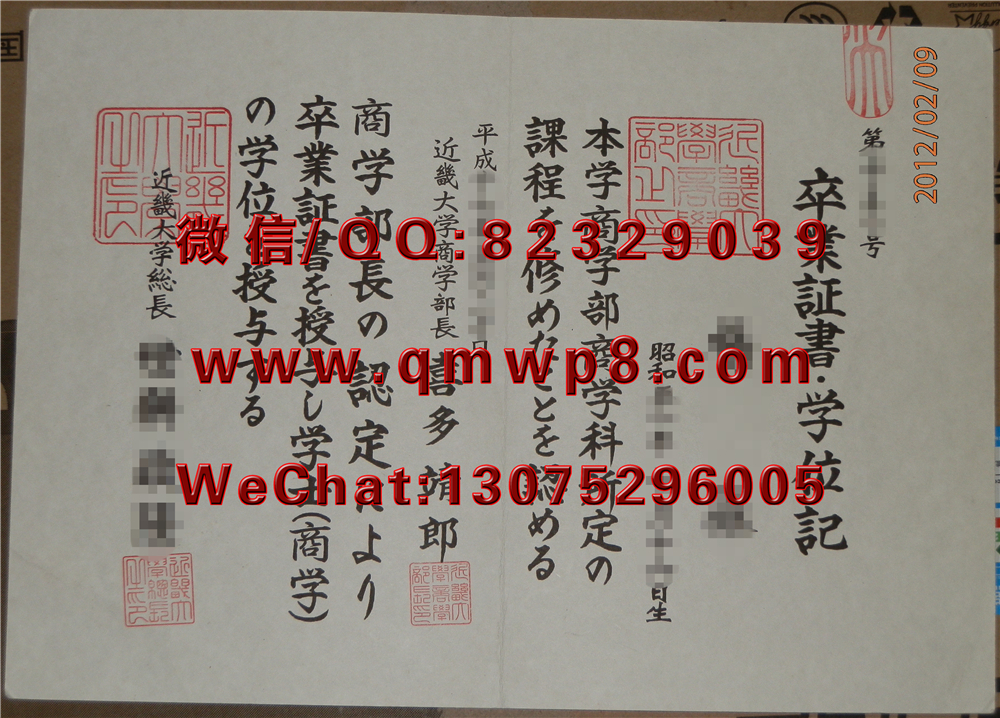 2012/02/09
第
号
卒業証書・学位記
昭和
日生
本学商学部商学科所定の
課程を修めたことを認める
平成
日
近畿大学商学部長 喜多靖郎
商学部長の認定により
卒業証書を授与し学士(商学)
の学位を授与する
近畿大学総長
微信/QQ:82329039
www.qmwp8.com
WeChat:13075296005